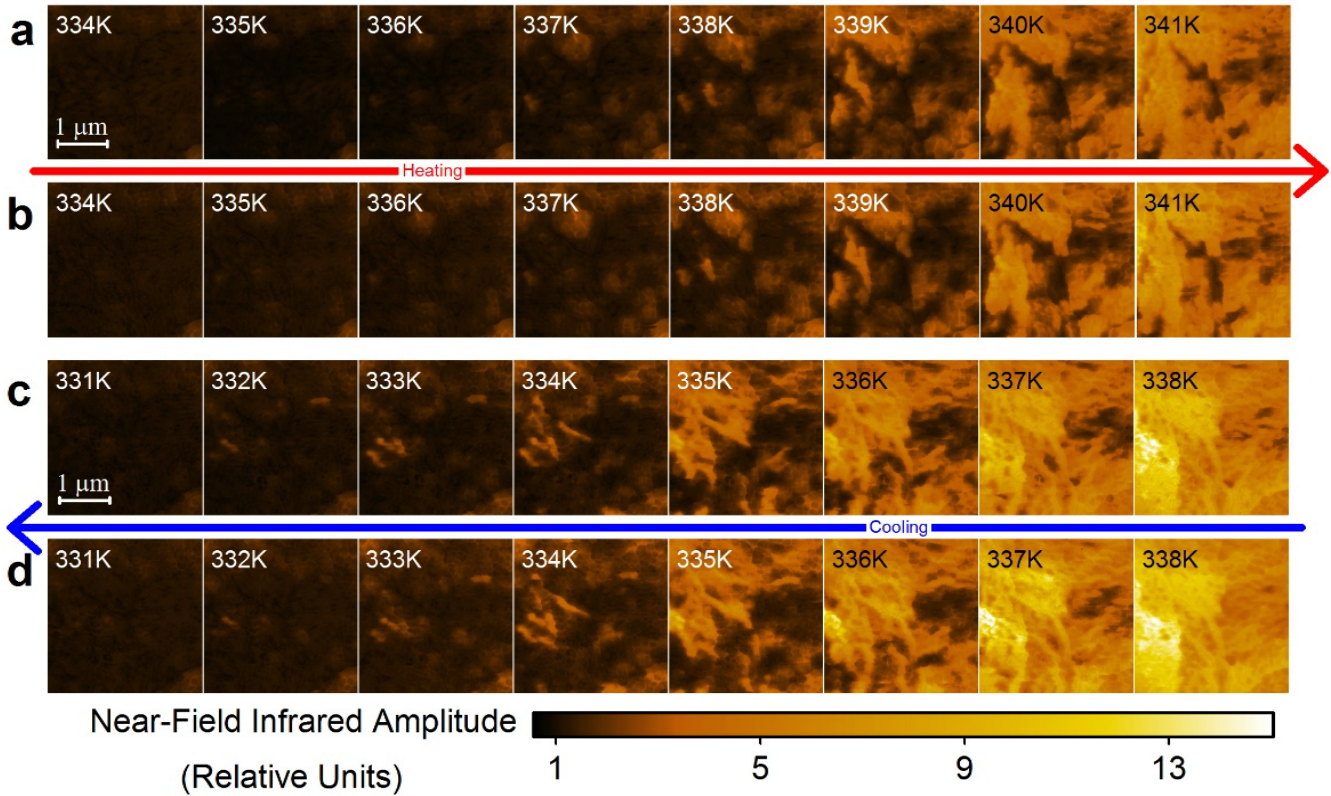 a
334K 335K 336K 337K 338K 339K 340K 341K
1 μm
Heating
b
334K 335K 336K 337K 338K 339K 340K 341K
c
331K 332K 333K 334K 335K 336K 337K 338K
1 μm
Cooling
d
331K 332K 333K 334K 335K 336K 337K 338K
Near-Field Infrared Amplitude
(Relative Units)
1 5 9 13